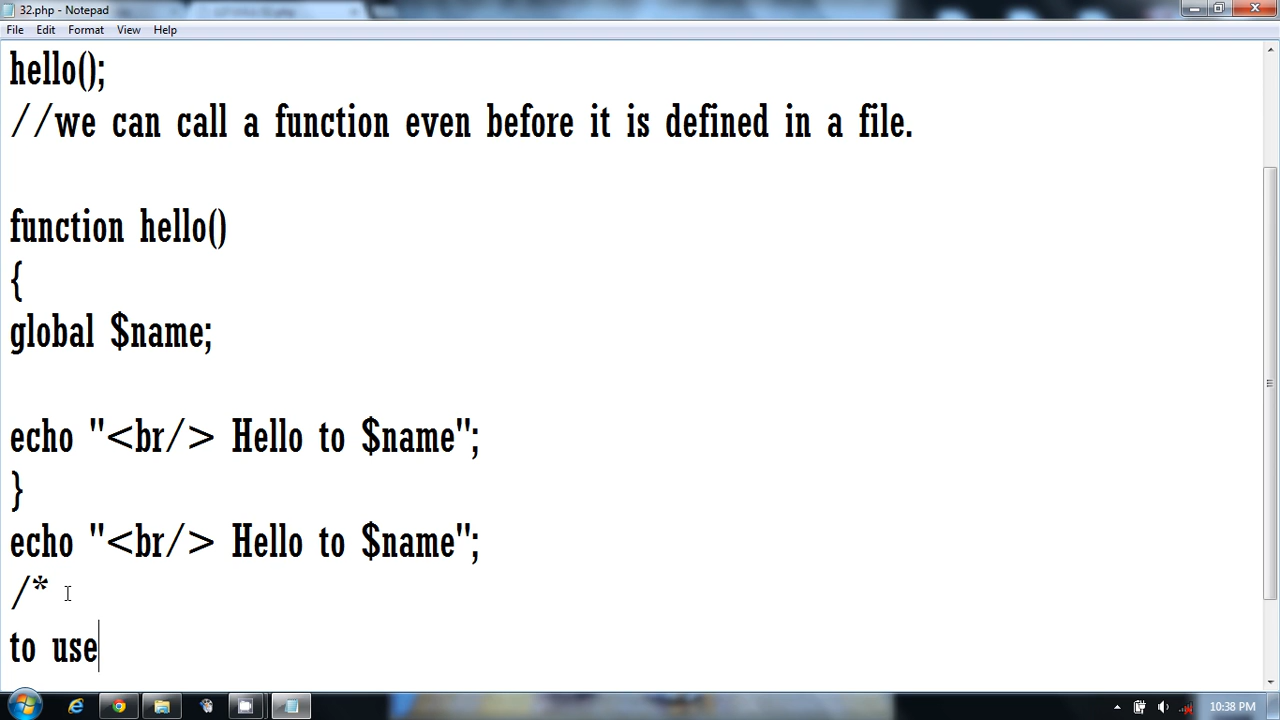 32.php - Notepad
File Edit Format View Help
hello();
//we can call a function even before it is defined in a file.
function hello()
{
global $name;
echo "<br/> Hello to $name";
}
echo "<br/> Hello to $name";
/*
to use
10:38 PM